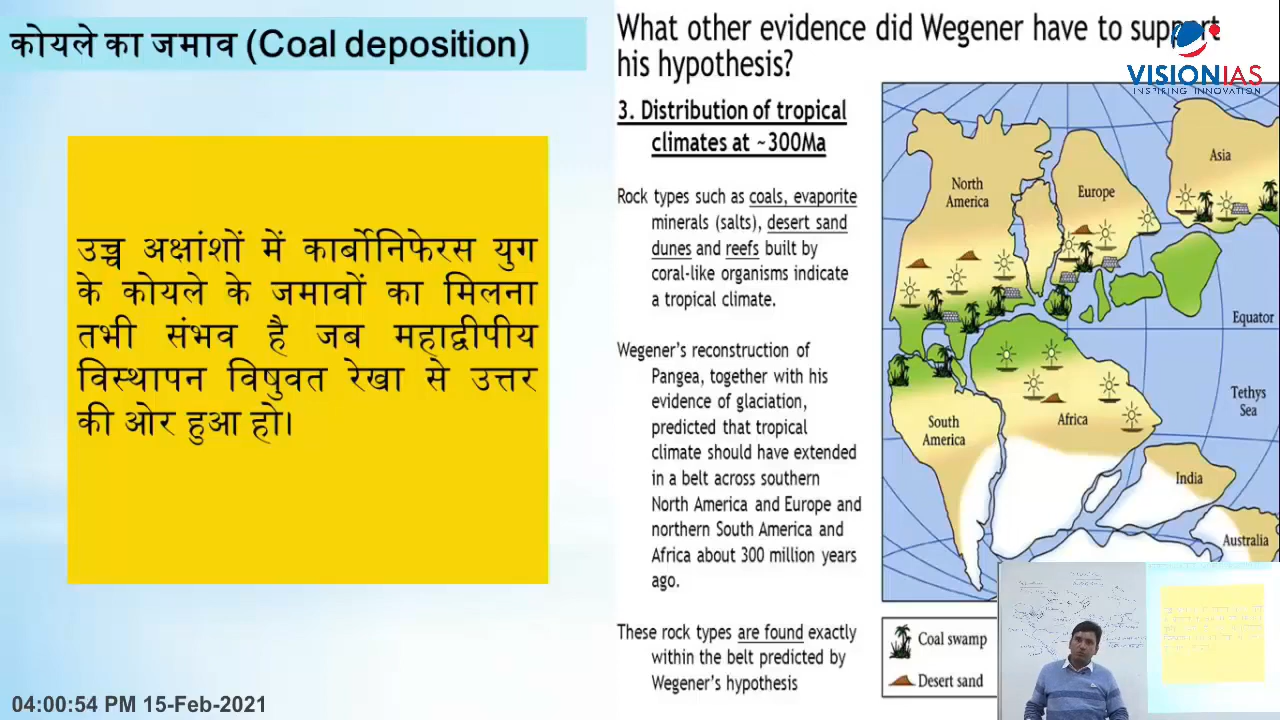 कोयले का जमाव (Coal deposition)
उच्च अक्षांशों में कार्बोनिफेरस युग
के कोयले के जमावों का मिलना
तभी संभव है जब महाद्वीपीय
विस्थापन विषुवत रेखा से उत्तर
की ओर हुआ हो।
04:00:54 PM 15-Feb-2021
What other evidence did Wegener have to support
his hypothesis?
VISIONIAS
INSPIRING INNOVATION
3. Distribution of tropical
climates at ~300Ma
Rock types such as coals, evaporite
minerals (salts), desert sand
dunes and reefs built by
coral-like organisms indicate
a tropical climate.
Wegener's reconstruction of
Pangea, together with his
evidence of glaciation,
predicted that tropical
climate should have extended
in a belt across southern
North America and Europe and
northern South America and
Africa about 300 million years
ago.
These rock types are found exactly
within the belt predicted by
Wegener's hypothesis
Asia
North
America
Europe
Equator
Tethys
Sea
South
America
Africa
India
Australia
Coal swamp
Desert sand